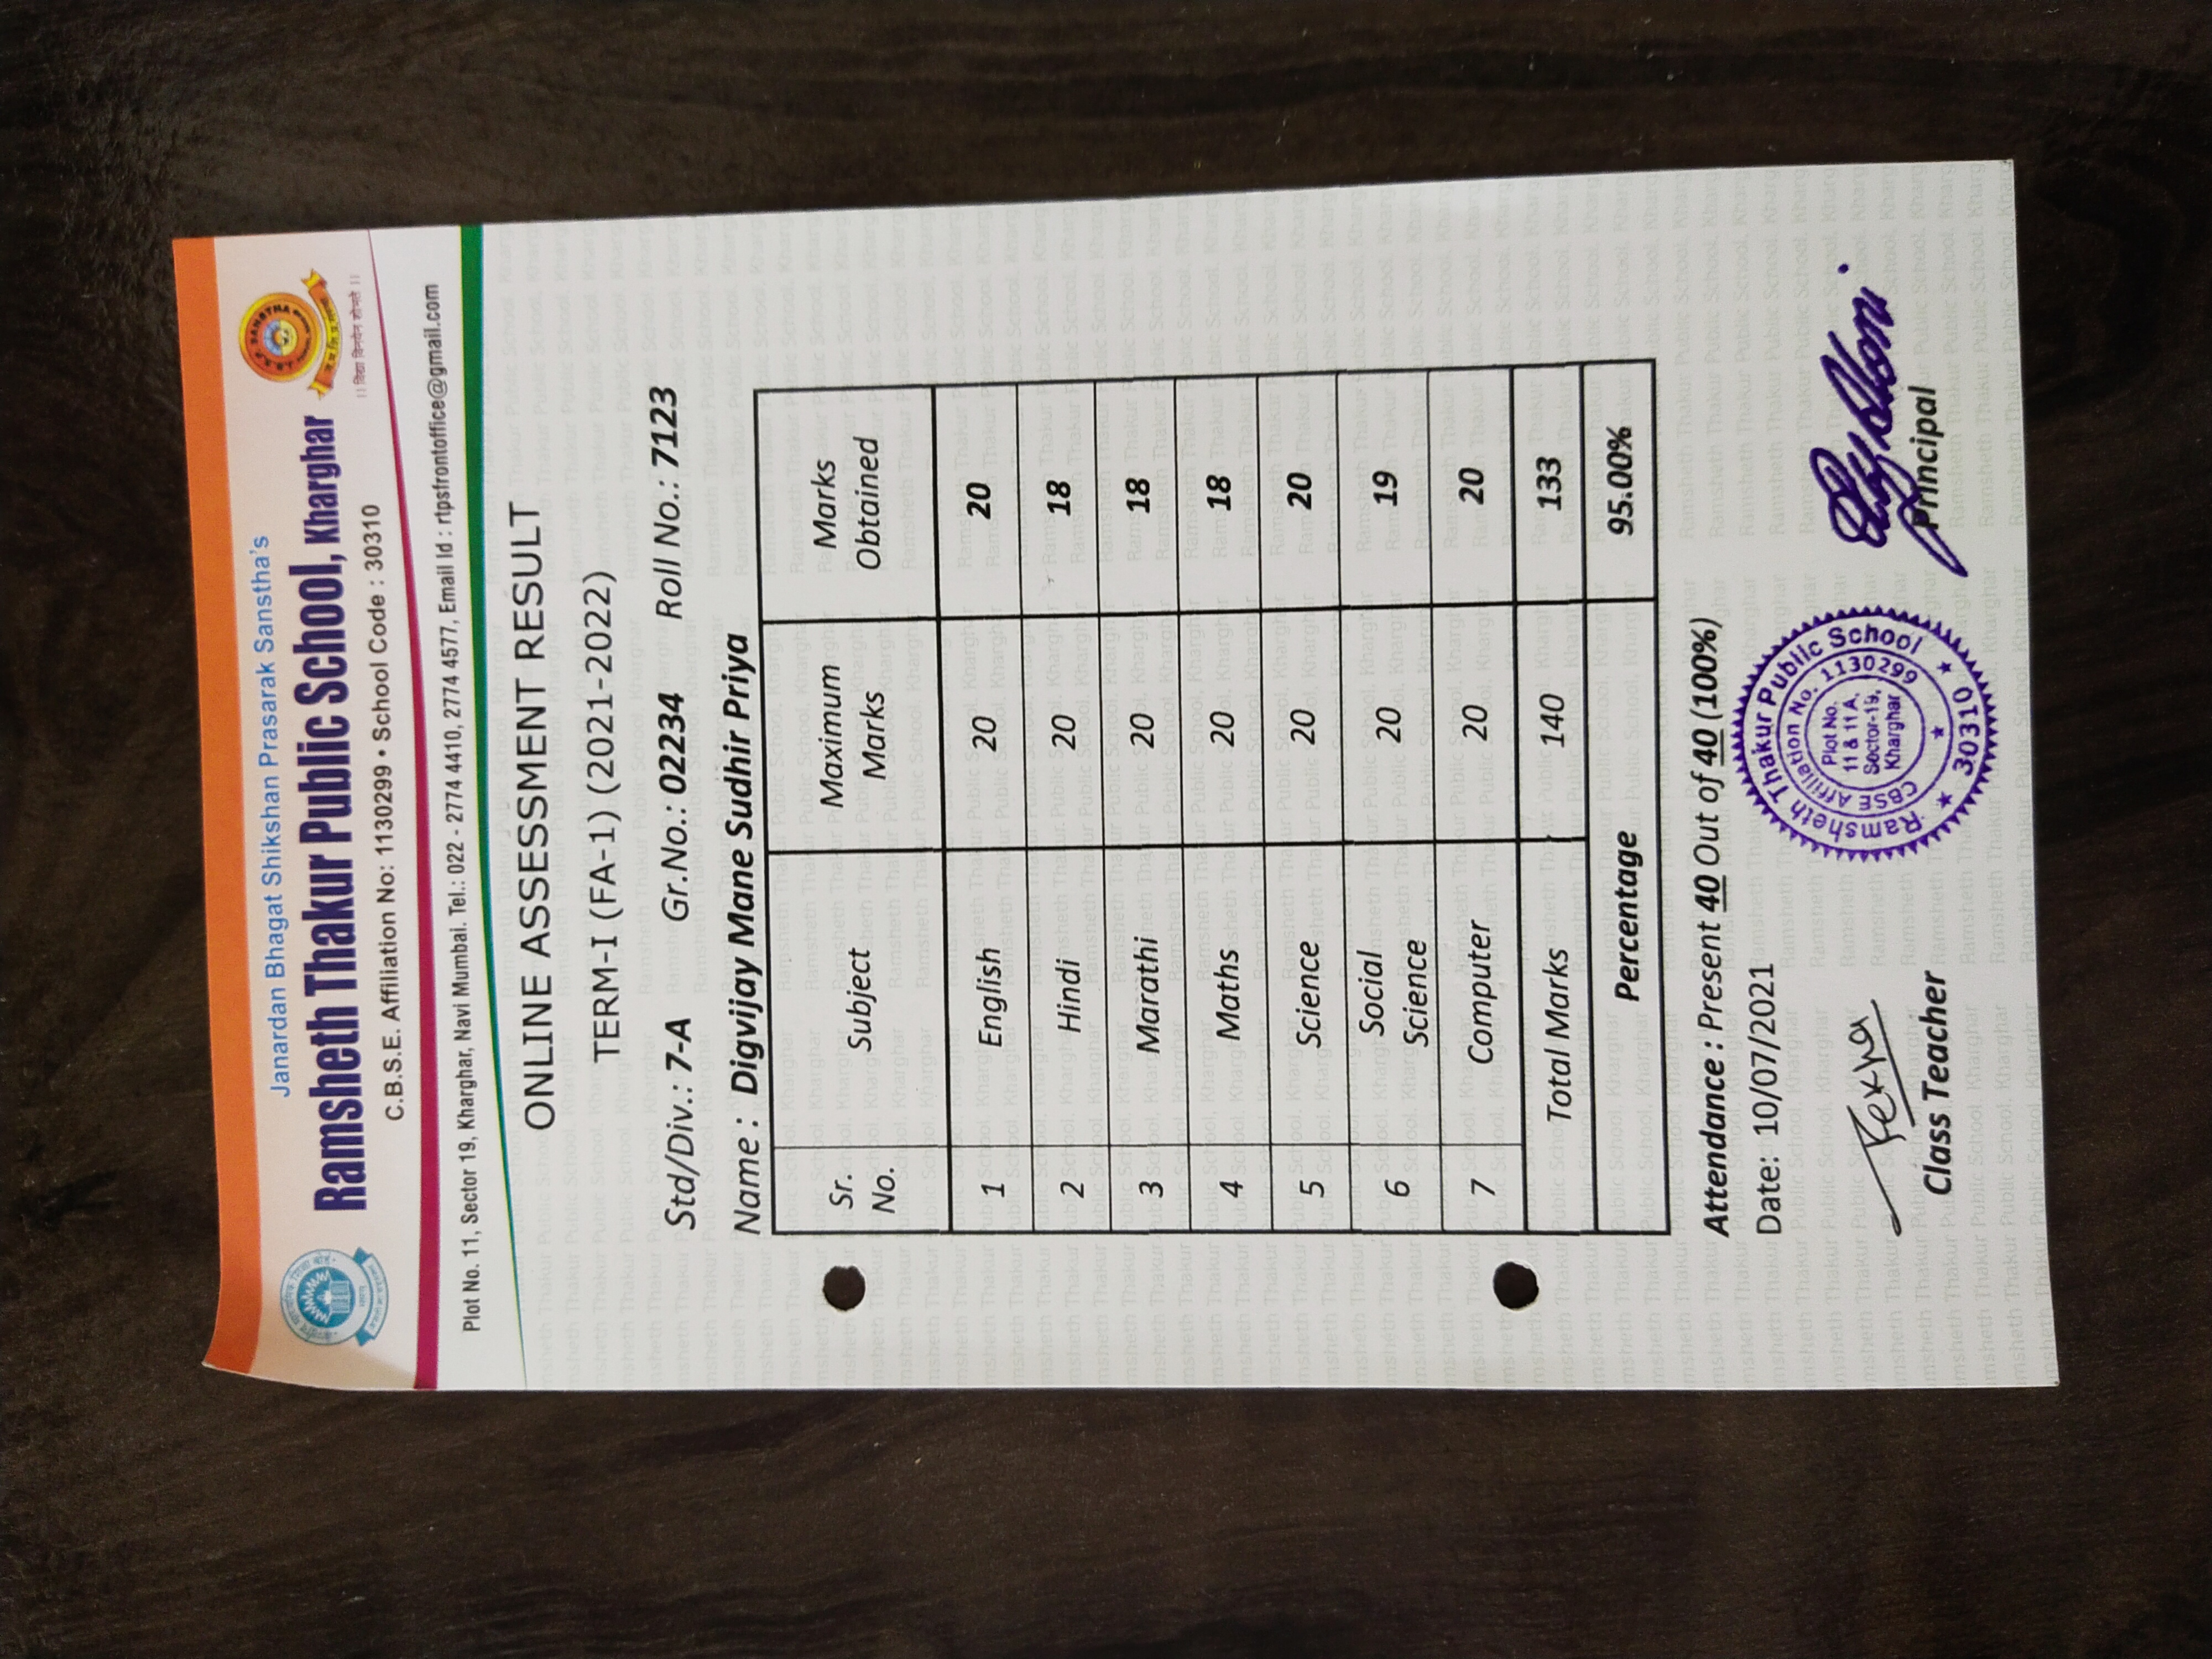 Janardan Bhagat Shikshan Prasarak Sanstha's
Ramsheth Thakur Public School, Kharghar
C.B.S.E. Affiliation No: 1130299 • School Code : 30310
J.B.S.P. SANSTHA
।। विद्या विनयेन शोभते ।।
Plot No. 11, Sector 19, Kharghar, Navi Mumbai. Tel.: 022 - 2774 4410, 2774 4577, Email Id : rtpsfrontoffice@gmail.com
ONLINE ASSESSMENT RESULT
TERM-I (FA-1) (2021-2022)
Std/Div.: 7-A Gr.No.: 02234 Roll No.: 7123
Name : Digvijay Mane Sudhir Priya
Sr. No. Subject Maximum Marks Marks Obtained
1 English 20 20
2 Hindi 20 18
3 Marathi 20 18
4 Maths 20 18
5 Science 20 20
6 Social Science 20 19
7 Computer 20 20
Total Marks 140 133
Percentage 95.00%
Attendance : Present 40 Out of 40 (100%)
Date: 10/07/2021
Ramsheth Thakur Public School
CBSE Affiliation No. 1130299
Plot No.
11 & 11 A,
Sector-19,
Kharghar
★ ★ ★
30310
Class Teacher
Principal